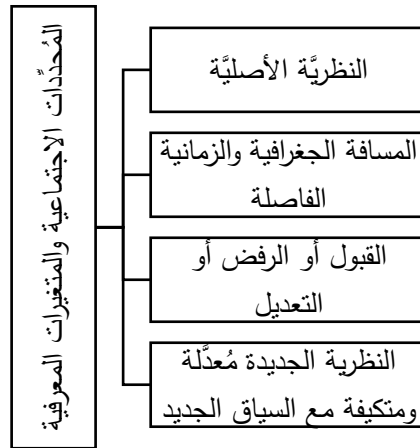 المُحدِّدات الاجتماعية والمتغيرات المعرفية
النظريَّة الأصليَّة
المسافة الجغرافية والزمانية
الفاصلة
القبول أو الرفض أو
التعديل
النظرية الجديدة مُعدَّلة
ومتكيفة مع السياق الجديد